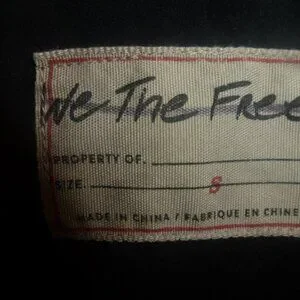 We The Free
PROPERTY OF.
SIZE. S
MADE IN CHINA / FABRIQUE EN CHINE